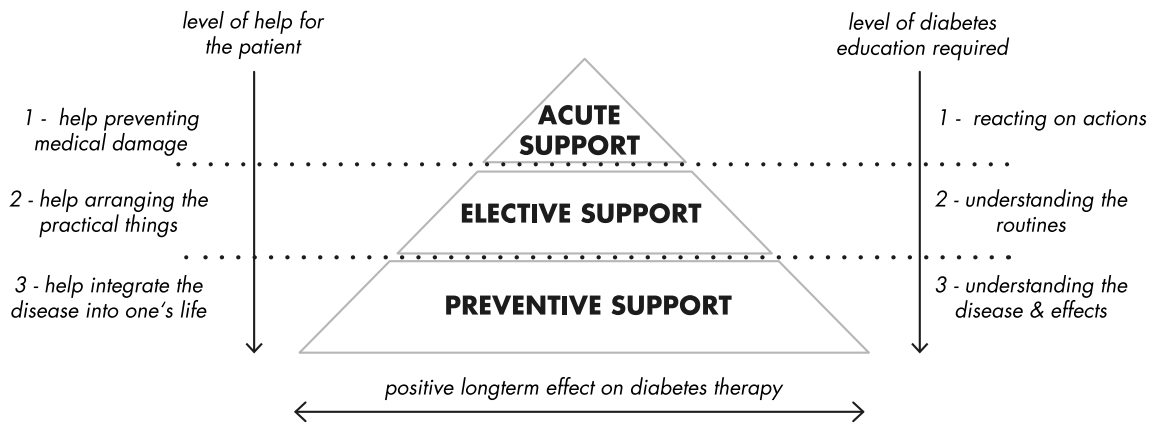 level of help for
the patient
level of diabetes
education required
1 - help preventing
medical damage
ACUTE
SUPPORT
1 - reacting on actions
2 - help arranging the
practical things
ELECTIVE SUPPORT
2 - understanding the
routines
3 - help integrate the
disease into one's life
PREVENTIVE SUPPORT
3 - understanding the
disease & effects
positive longterm effect on diabetes therapy